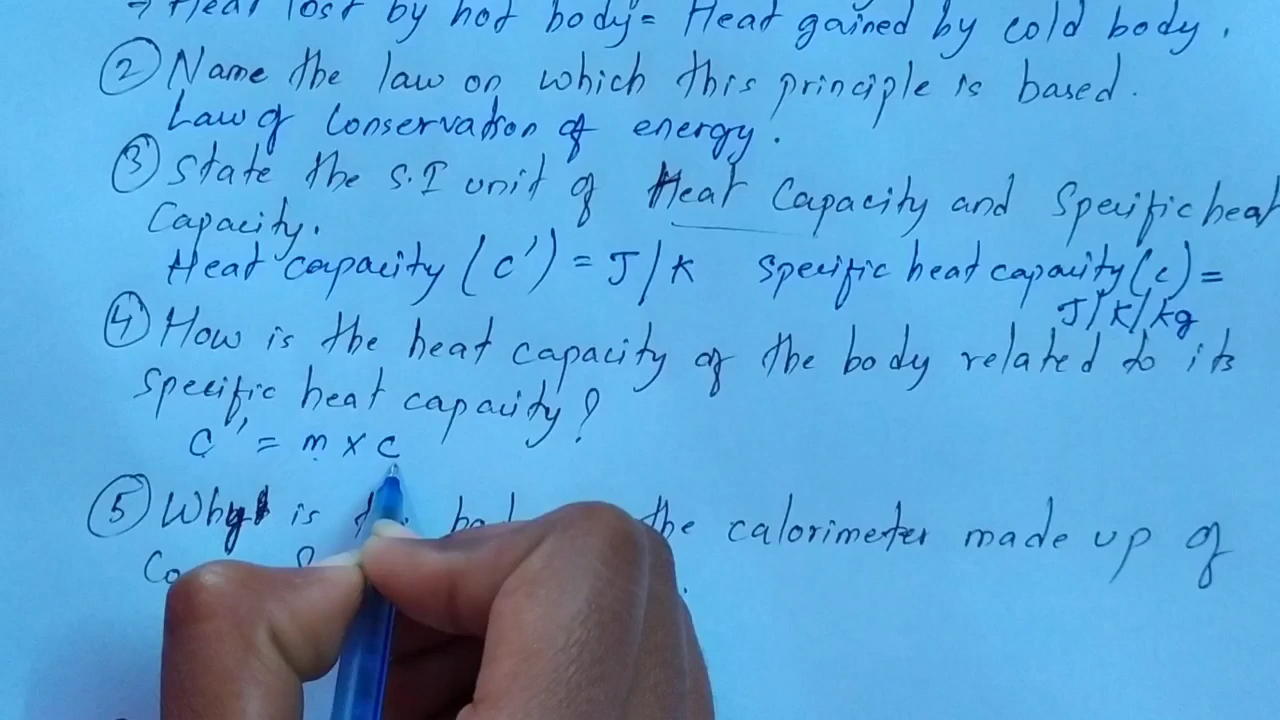 → Heat lost by hot body = Heat gained by cold body.
② Name the law on which this principle is based.
Law of Conservation of energy.
③ State the S.I unit of Heat Capacity and Specific heat
Capacity.
Heat capacity (c') = J/K specific heat capacity (c) =
J/K/kg
④ How is the heat capacity of the body related to its
specific heat capacity?
C' = m × c
⑤ Why is the calorimeter made up of